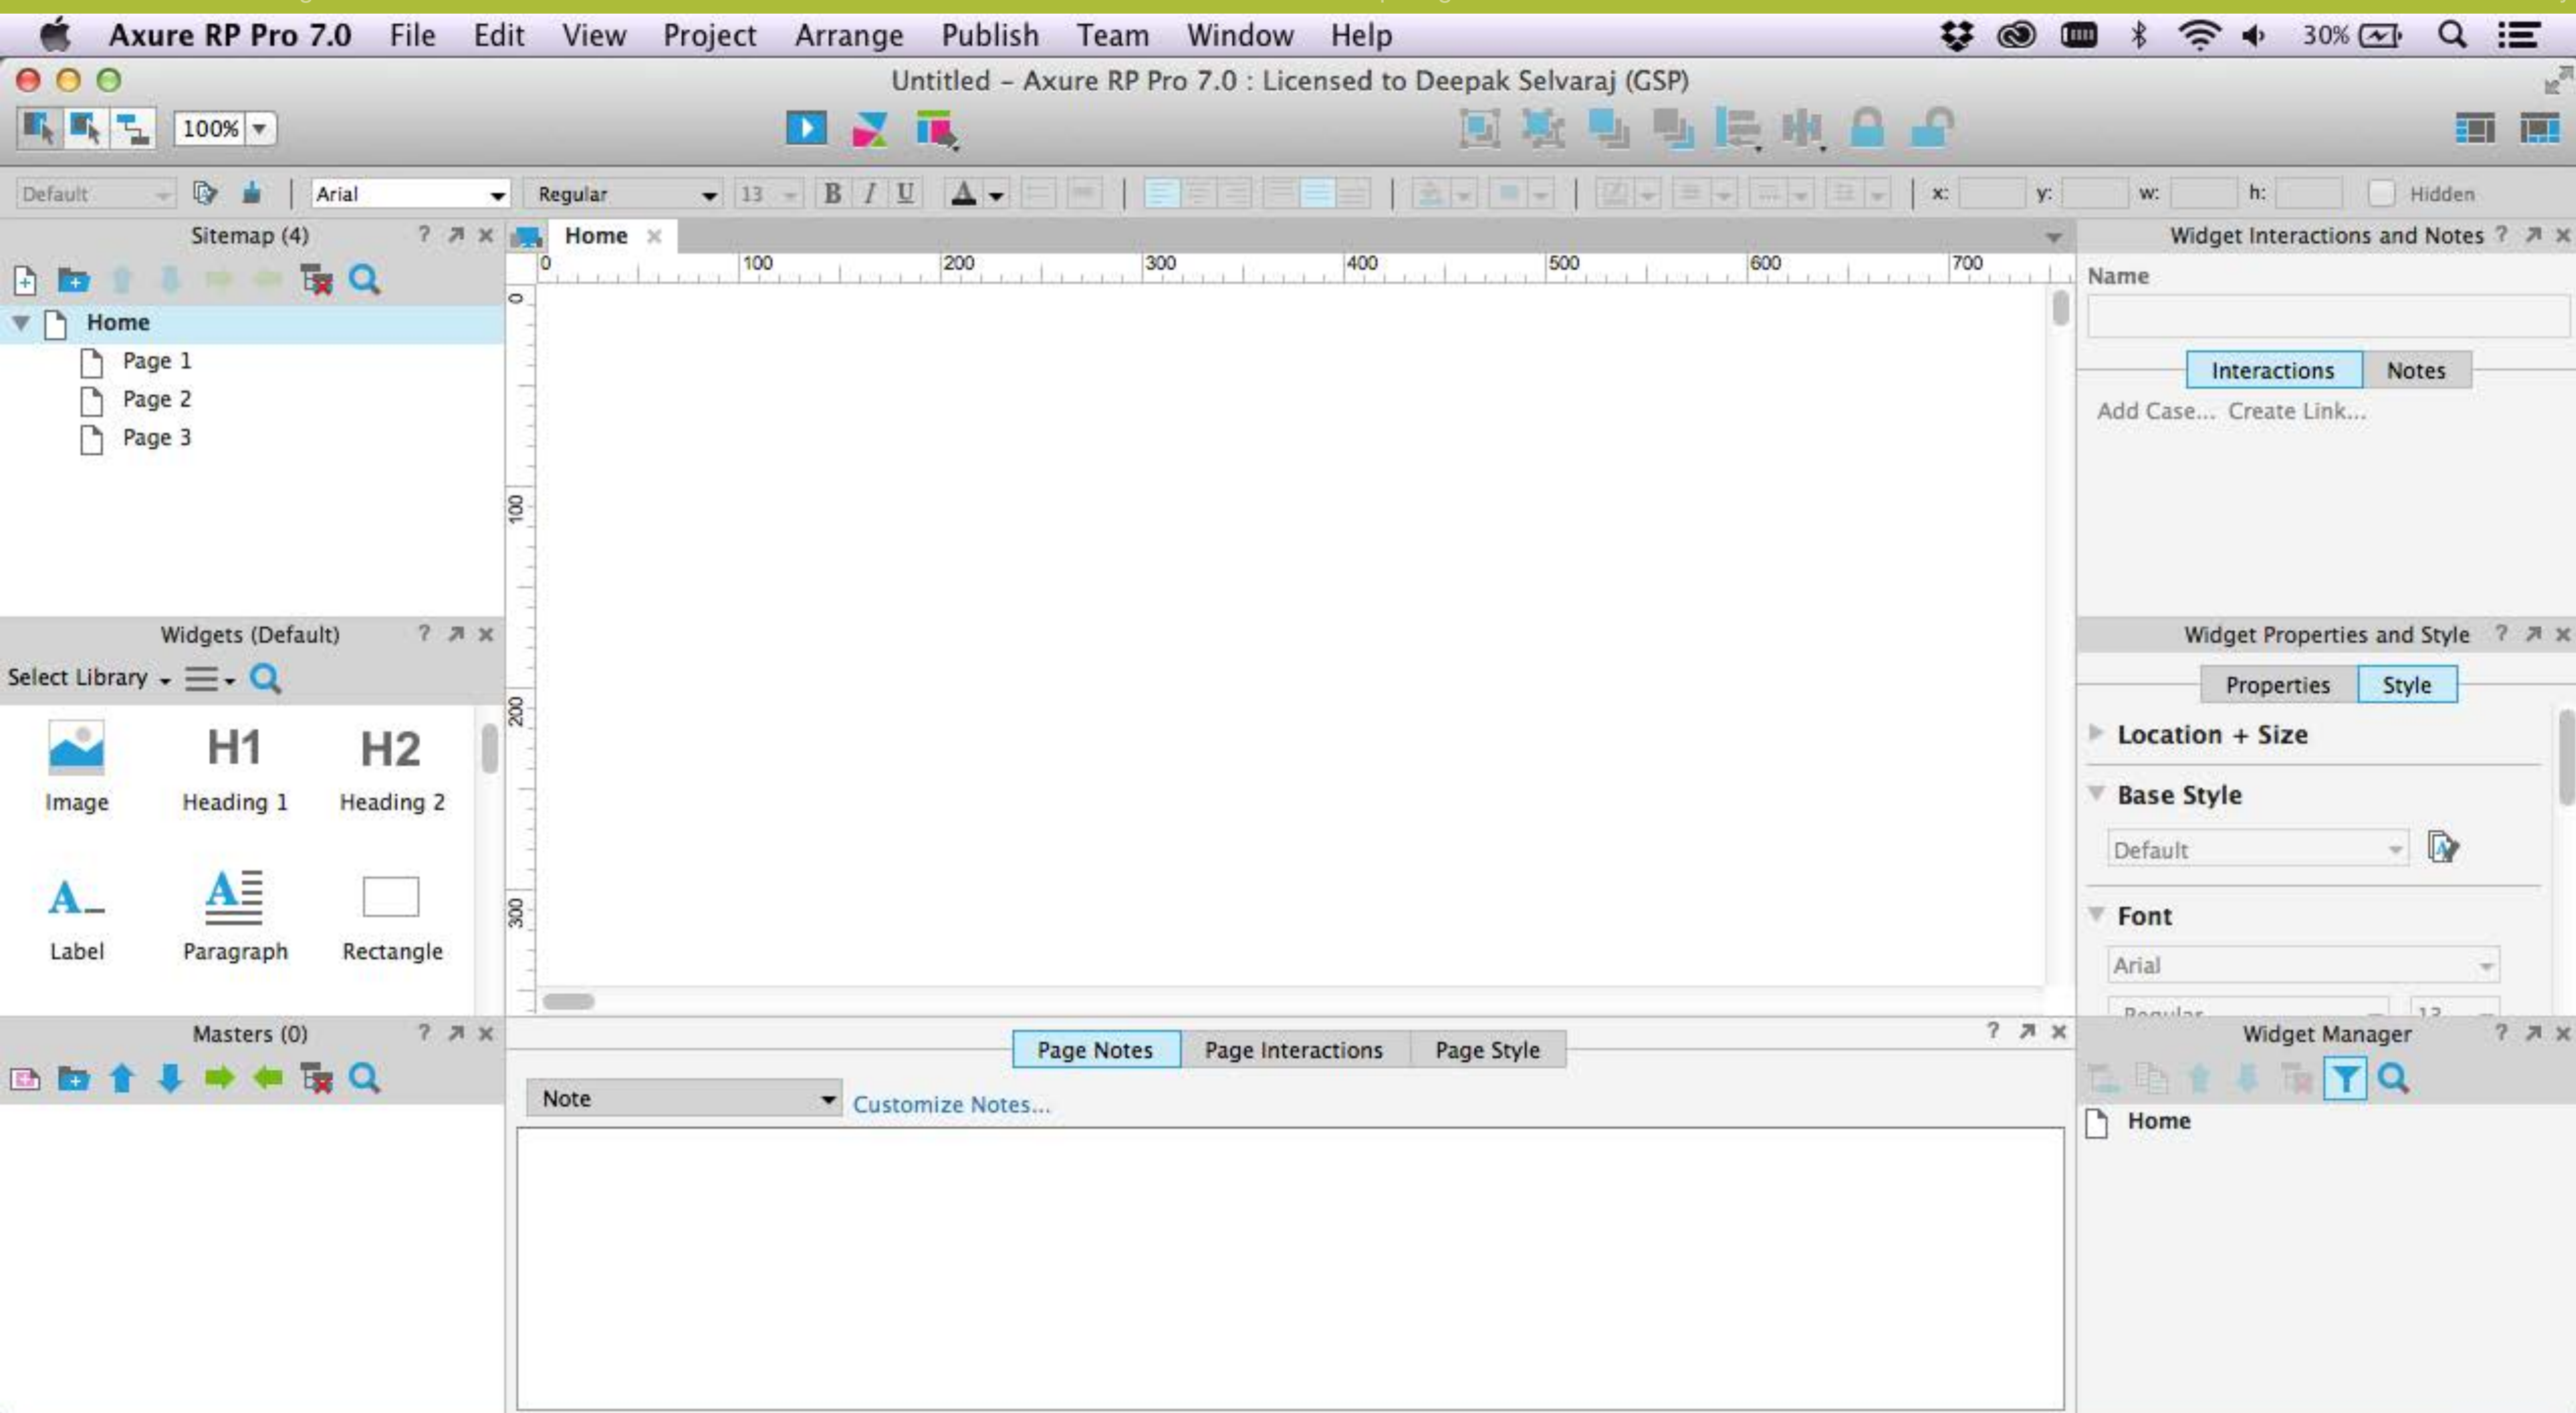 Axure RP Pro 7.0 File Edit View Project Arrange Publish Team Window Help 30%
Untitled – Axure RP Pro 7.0 : Licensed to Deepak Selvaraj (GSP)
100%
Default Arial Regular 13 B I U A x: y: w: h: Hidden
Sitemap (4) ?
Home
Page 1
Page 2
Page 3
Widgets (Default) ?
Select Library
H1 H2
Image Heading 1 Heading 2
A_ A
Label Paragraph Rectangle
Masters (0) ?
Home
0 100 200 300 400 500 600 700
0
100
200
300
?
Page Notes Page Interactions Page Style
Note Customize Notes...
Widget Interactions and Notes ?
Name
Interactions Notes
Add Case... Create Link...
Widget Properties and Style ?
Properties Style
Location + Size
Base Style
Default
Font
Arial
Regular 13
Widget Manager ?
Home